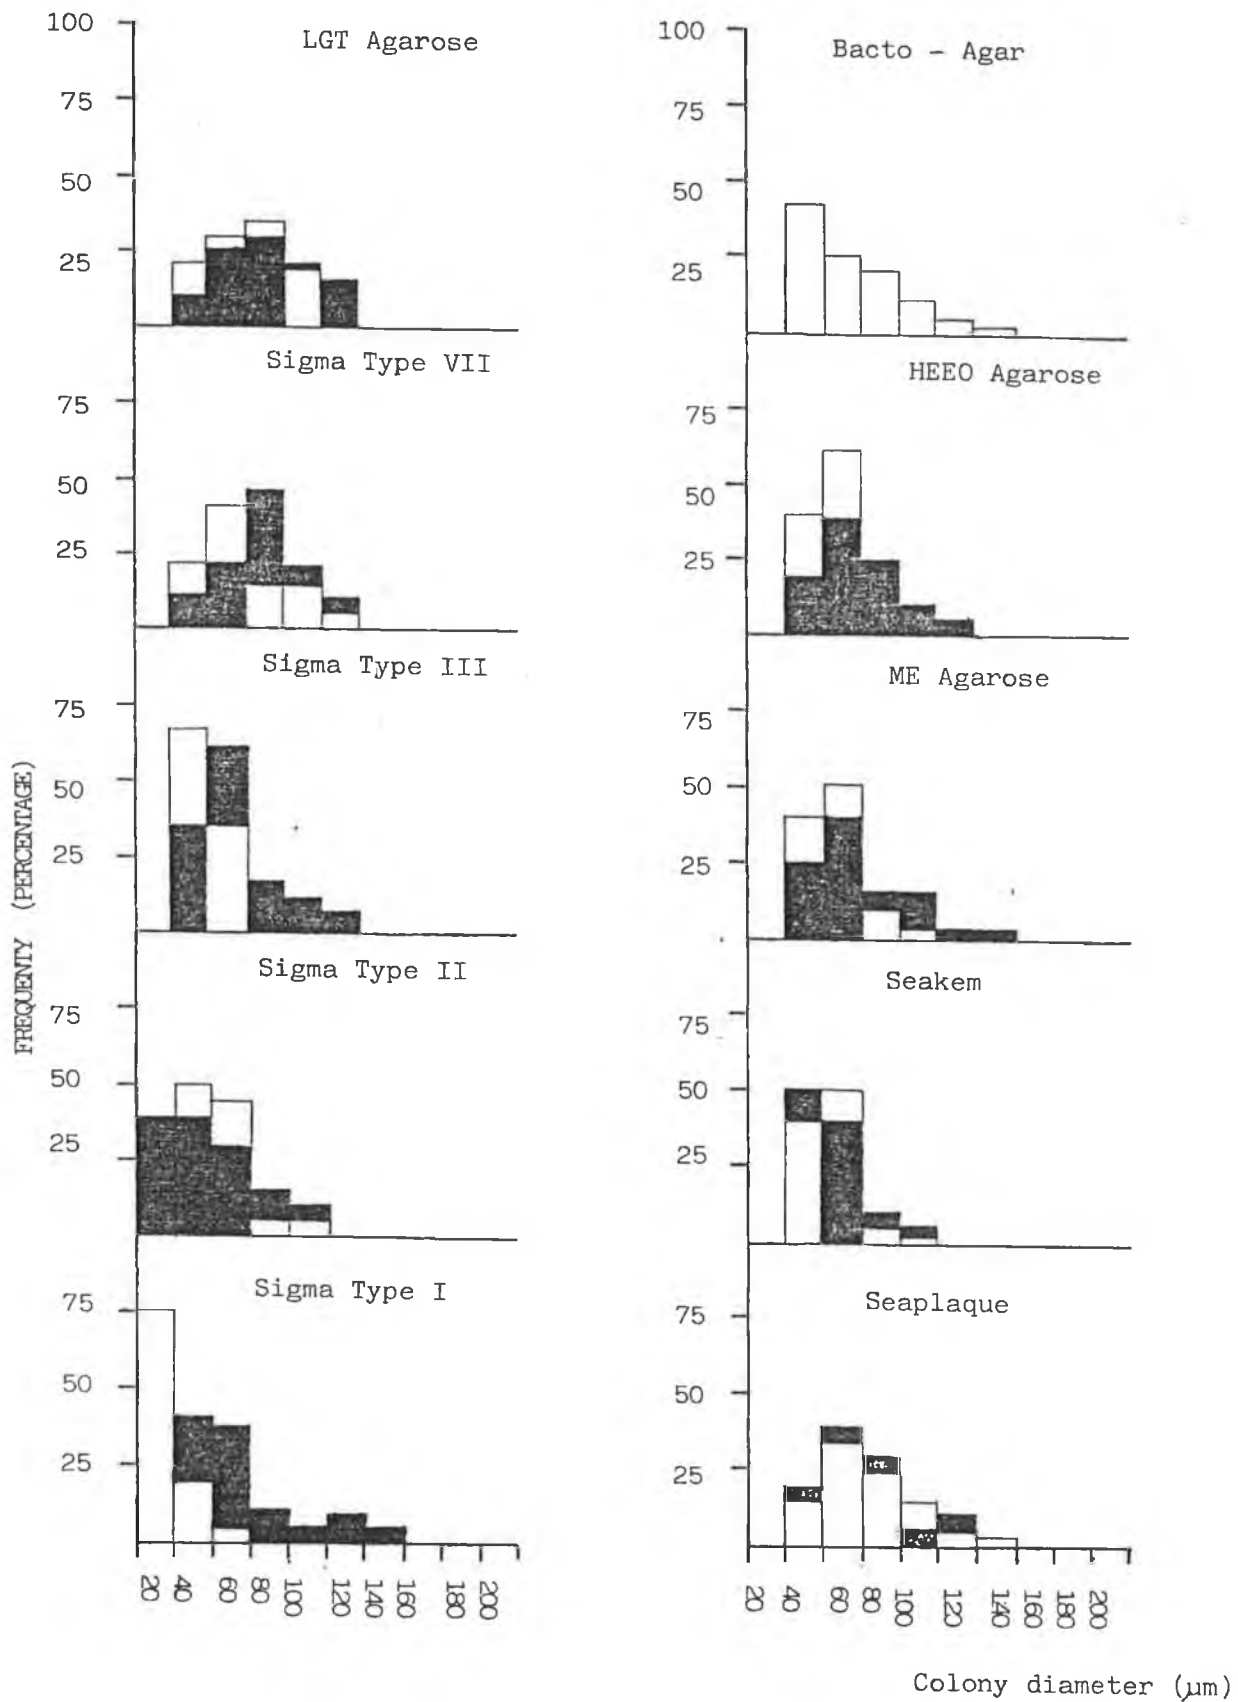 LGT Agarose
100
75
50
25
Sigma Type VII
75
50
25
Sigma Type III
75
50
25
Sigma Type II
75
50
25
Sigma Type I
75
50
25
20 40 60 80 100 120 140 160 180 200
FREQUENTY (PERCENTAGE)
Bacto - Agar
100
75
50
25
HEEO Agarose
75
50
25
ME Agarose
75
50
25
Seakem
75
50
25
Seaplaque
75
50
25
20 40 60 80 100 120 140 160 180 200
Colony diameter (µm)